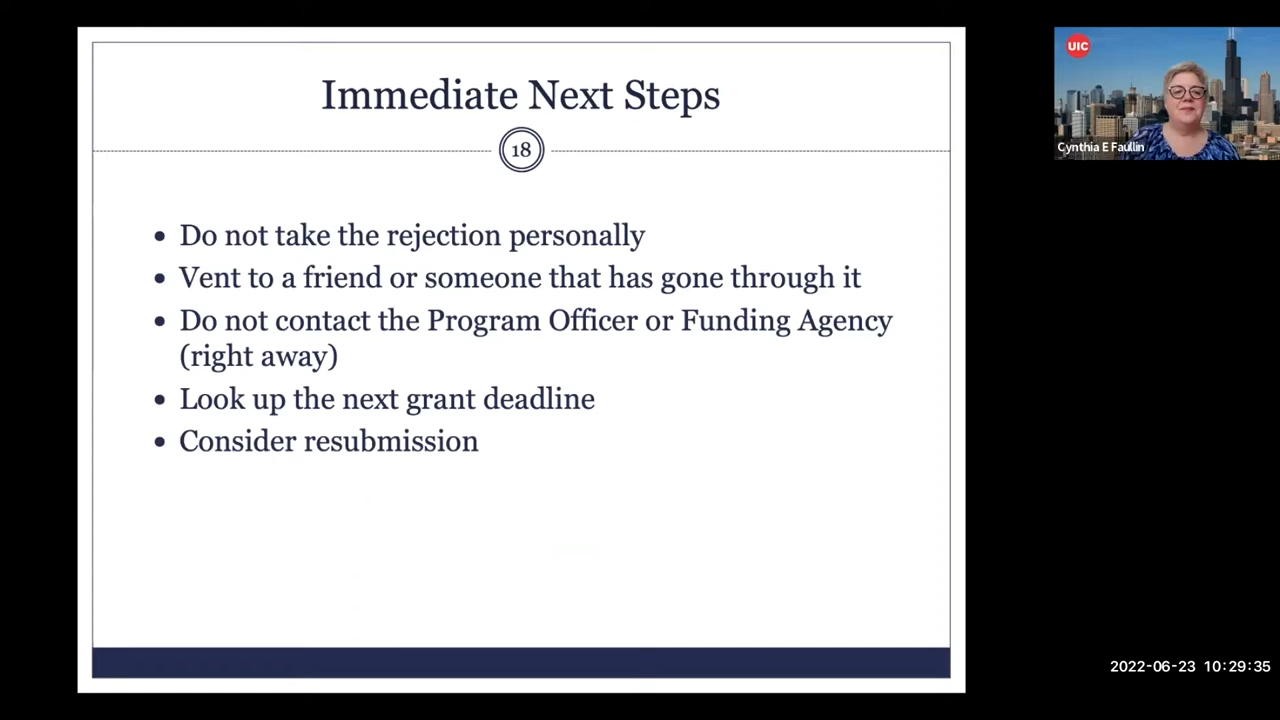 Immediate Next Steps
18
• Do not take the rejection personally
• Vent to a friend or someone that has gone through it
• Do not contact the Program Officer or Funding Agency
(right away)
• Look up the next grant deadline
• Consider resubmission
UIC
Cynthia E Faullin
2022-06-23 10:29:35